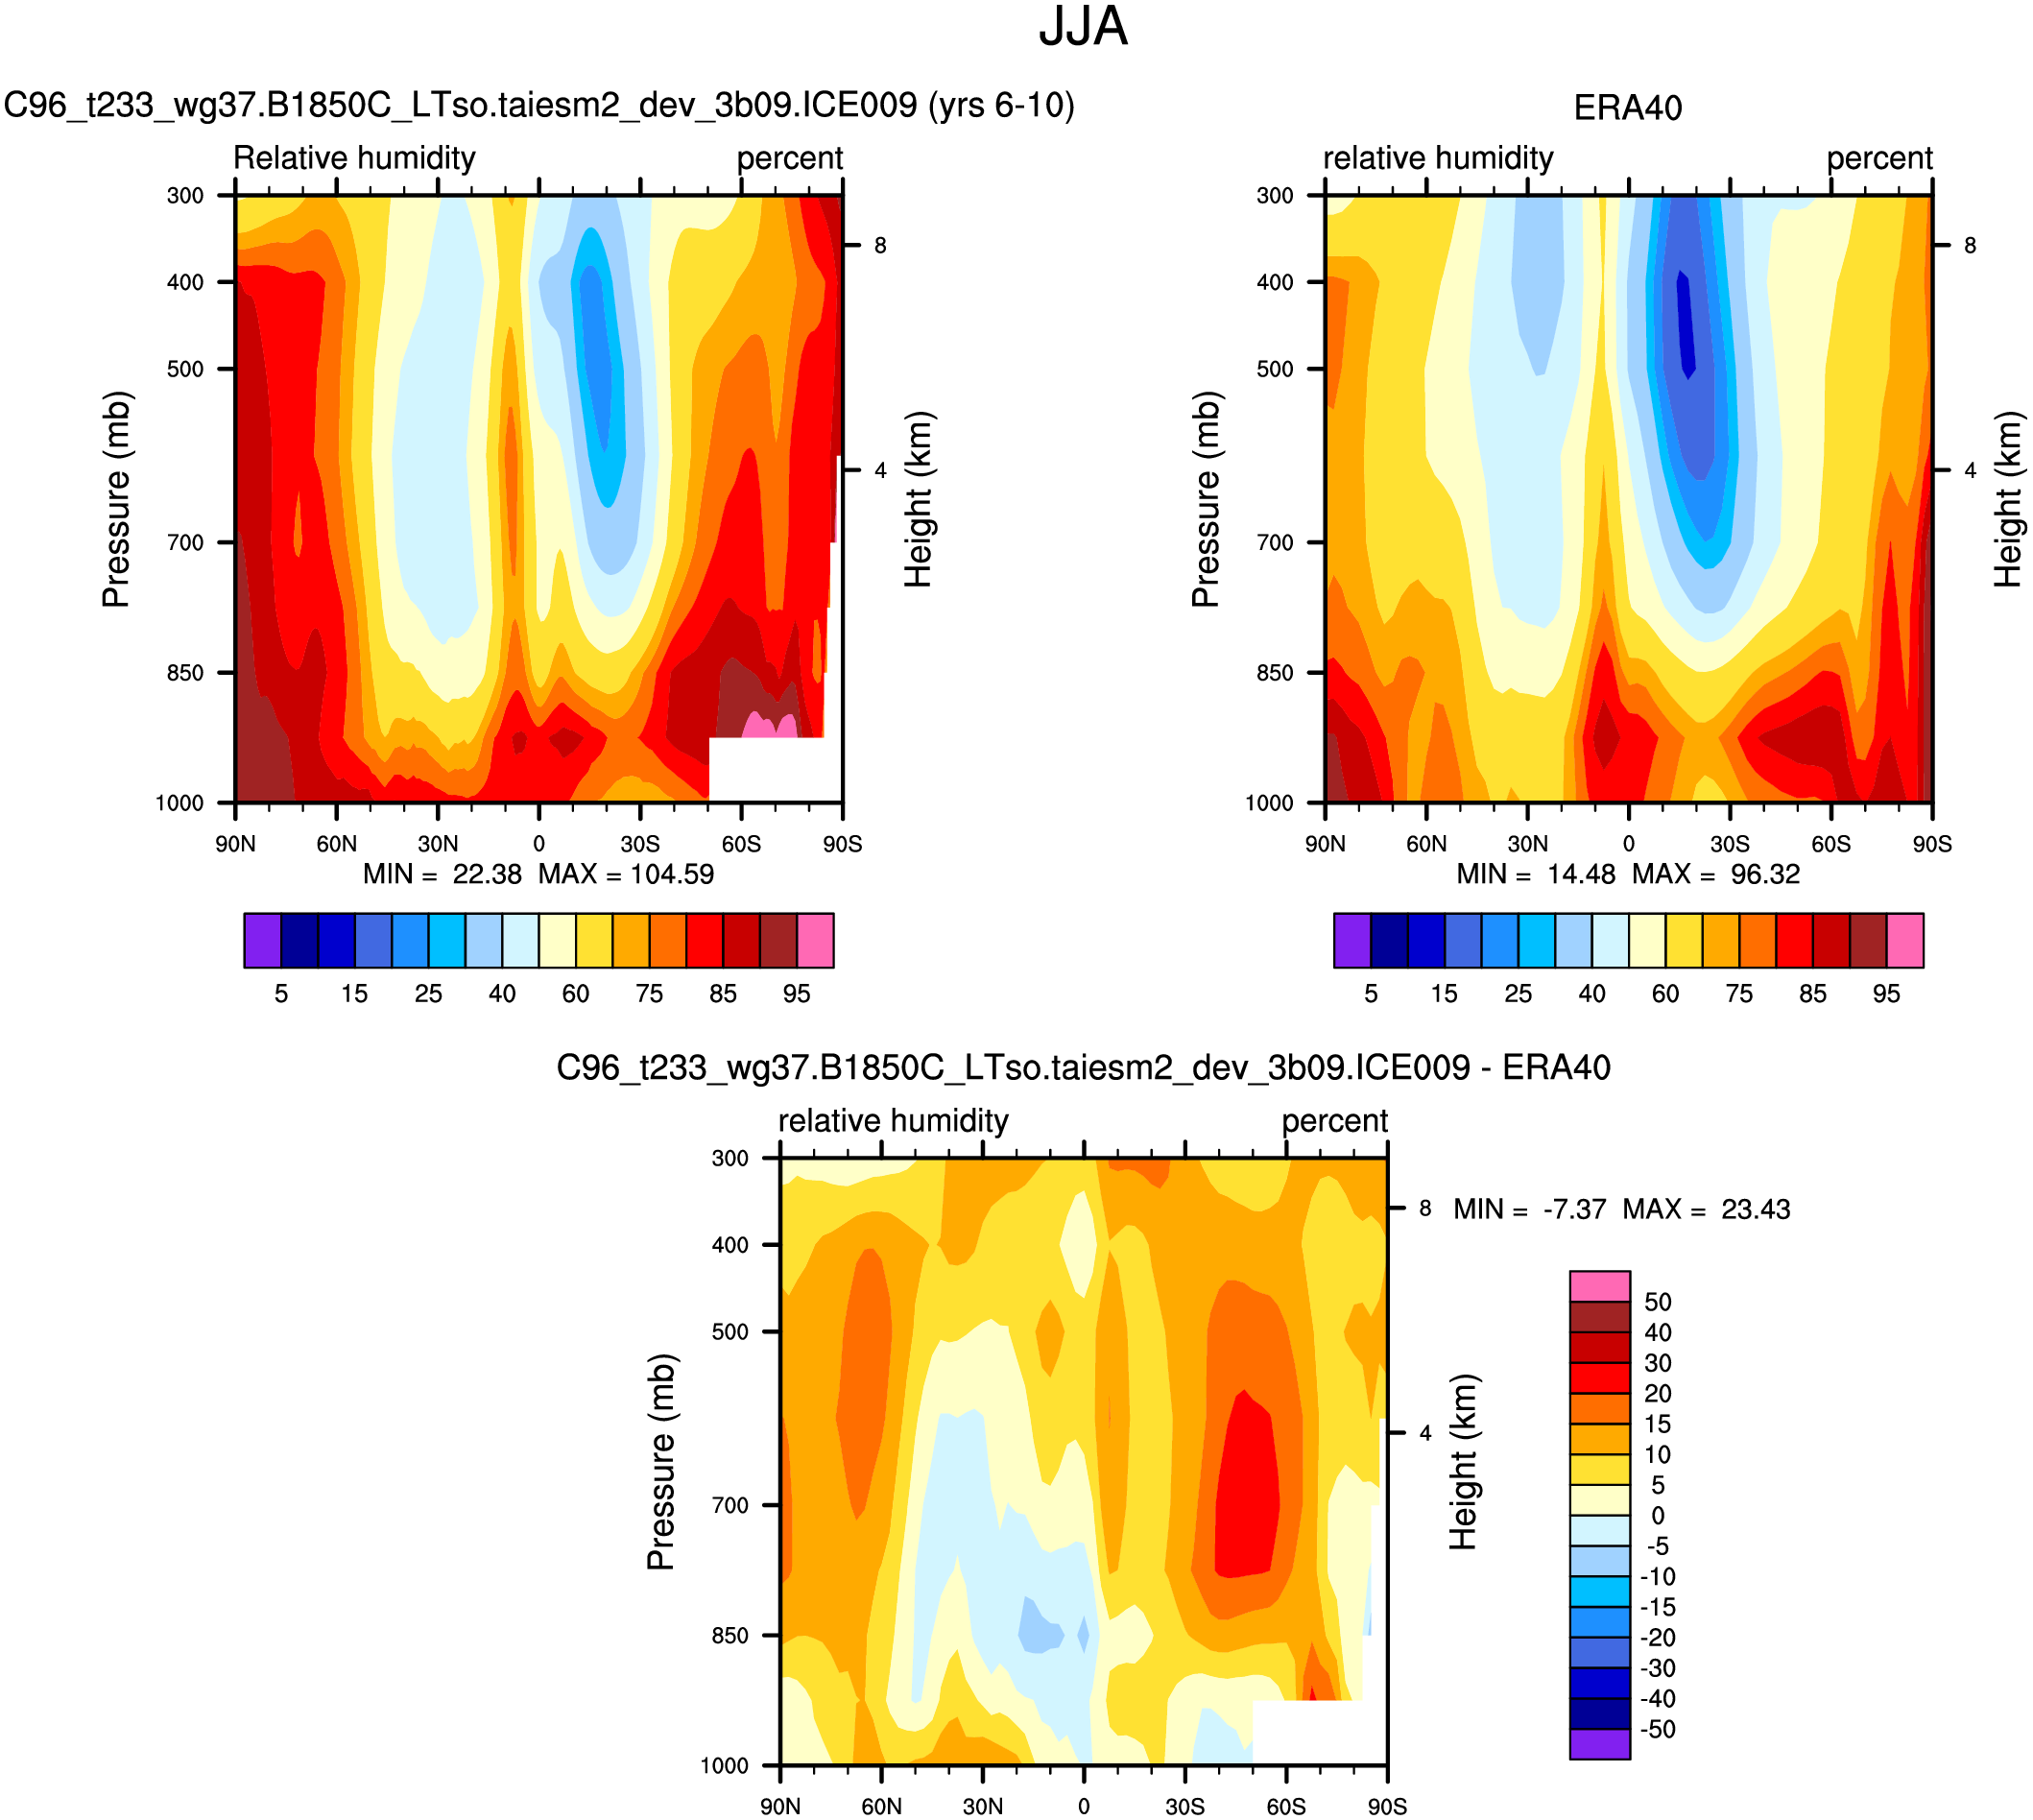 JJA
C96_t233_wg37.B1850C_LTso.taiesm2_dev_3b09.ICE009 (yrs 6-10)
Relative humidity percent
300
400
500
700
850
1000
Pressure (mb)
8
4
Height (km)
90N 60N 30N 0 30S 60S 90S
MIN = 22.38 MAX = 104.59
5 15 25 40 60 75 85 95
ERA40
relative humidity percent
300
400
500
700
850
1000
Pressure (mb)
8
4
Height (km)
90N 60N 30N 0 30S 60S 90S
MIN = 14.48 MAX = 96.32
5 15 25 40 60 75 85 95
C96_t233_wg37.B1850C_LTso.taiesm2_dev_3b09.ICE009 - ERA40
relative humidity percent
300
400
500
700
850
1000
Pressure (mb)
8
4
Height (km)
90N 60N 30N 0 30S 60S 90S
MIN = -7.37 MAX = 23.43
50
40
30
20
15
10
5
0
-5
-10
-15
-20
-30
-40
-50